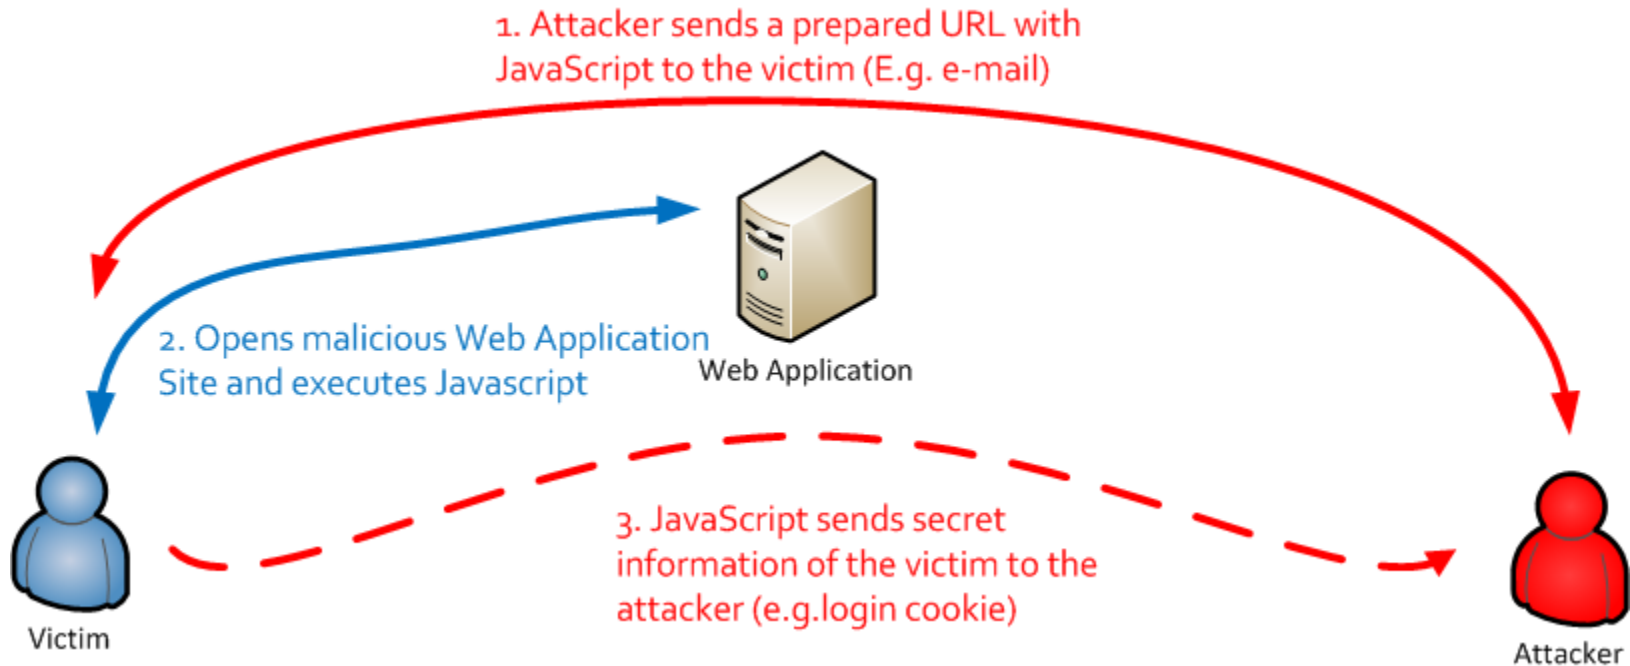 1. Attacker sends a prepared URL with
JavaScript to the victim (E.g. e-mail)
2. Opens malicious Web Application
Site and executes Javascript
Web Application
3. JavaScript sends secret
information of the victim to the
attacker (e.g.login cookie)
Victim
Attacker